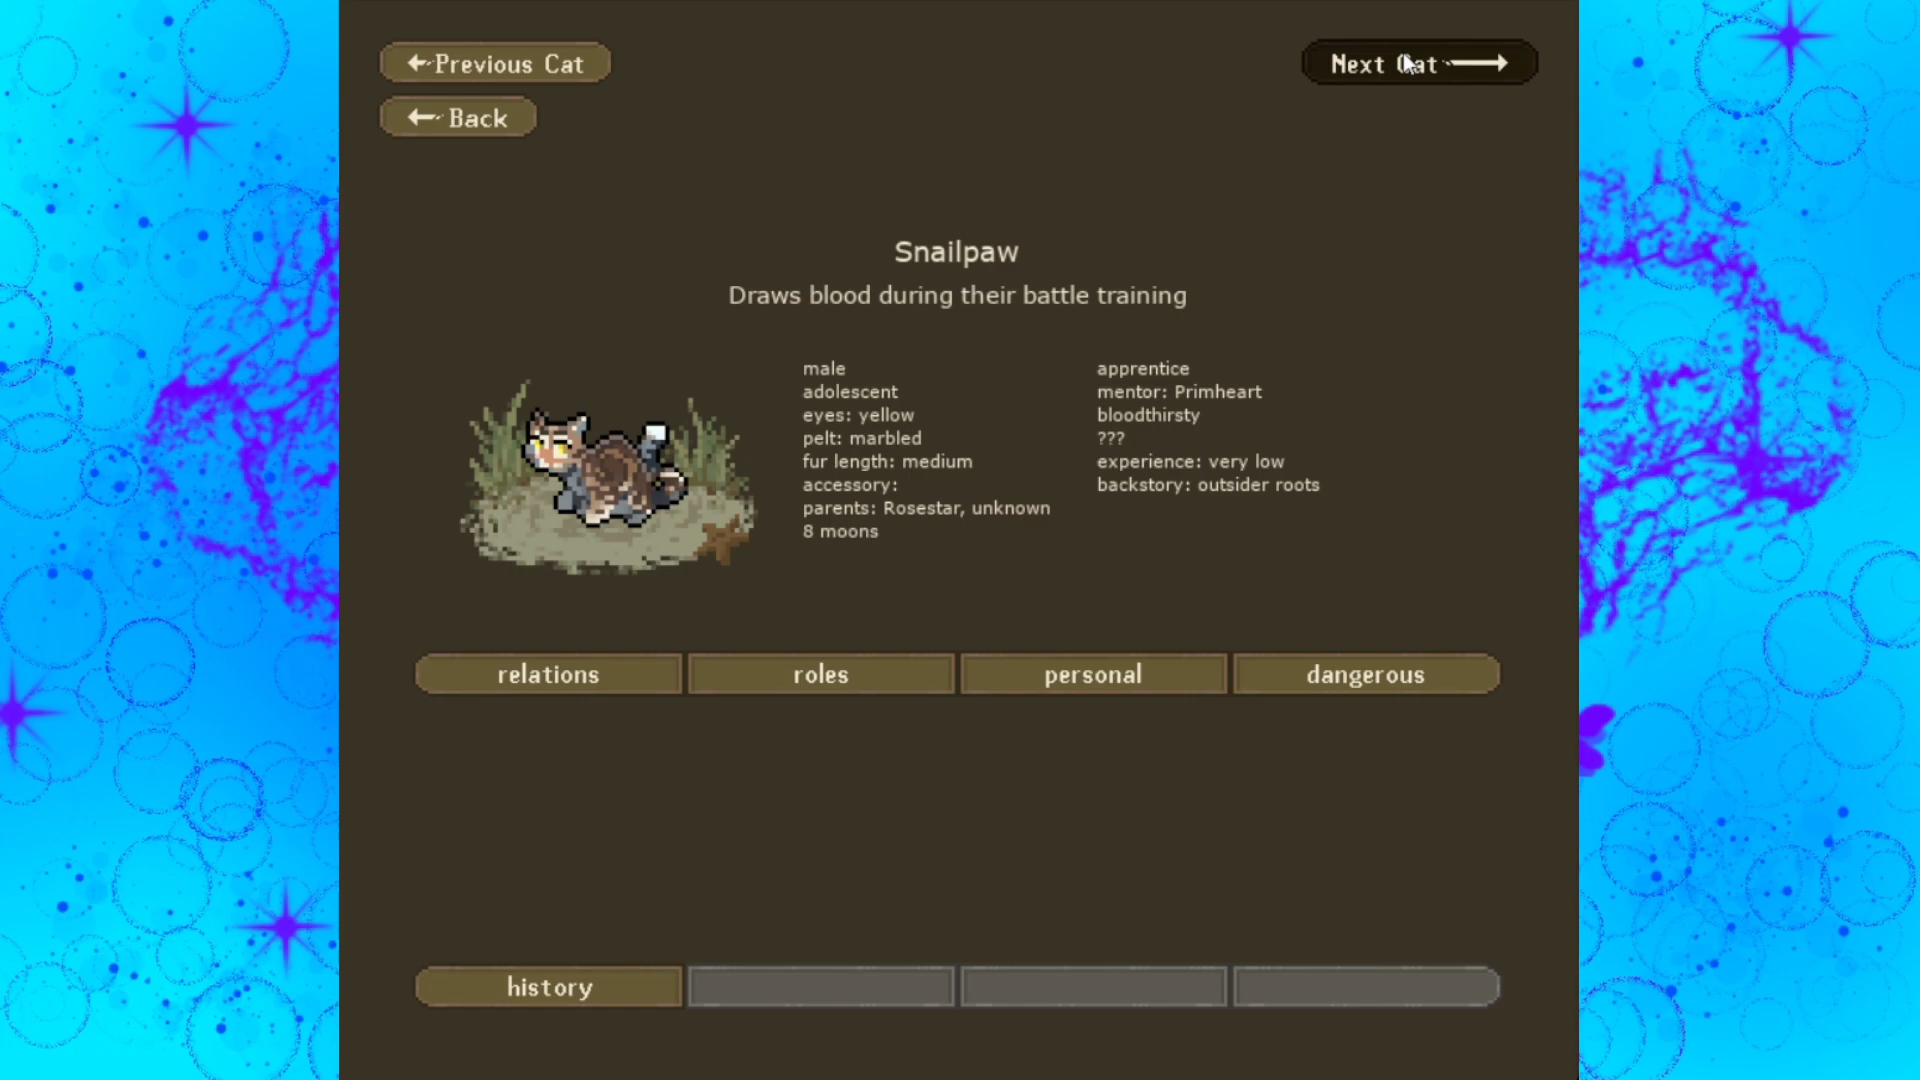 Previous Cat
Next Cat
Back
Snailpaw
Draws blood during their battle training
male
adolescent
eyes: yellow
pelt: marbled
fur length: medium
accessory:
parents: Rosestar, unknown
8 moons
apprentice
mentor: Primheart
bloodthirsty
???
experience: very low
backstory: outsider roots
relations
roles
personal
dangerous
history